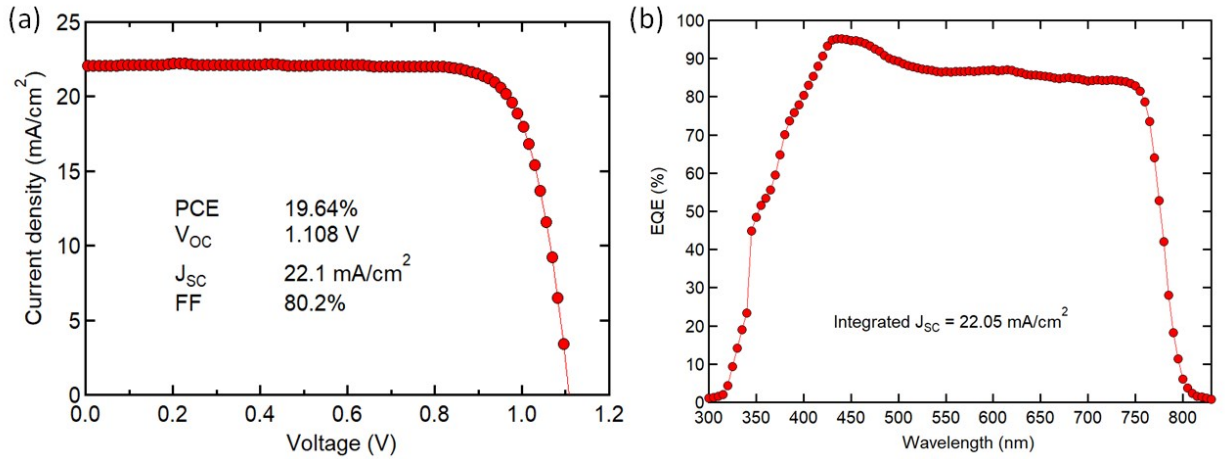 (a)
25
20
15
10
5
0
Current density (mA/cm²)
PCE 19.64%
V_OC 1.108 V
J_SC 22.1 mA/cm²
FF 80.2%
0.0 0.2 0.4 0.6 0.8 1.0 1.2
Voltage (V)
(b)
100
90
80
70
60
50
40
30
20
10
0
EQE (%)
Integrated J_SC = 22.05 mA/cm²
300 350 400 450 500 550 600 650 700 750 800
Wavelength (nm)